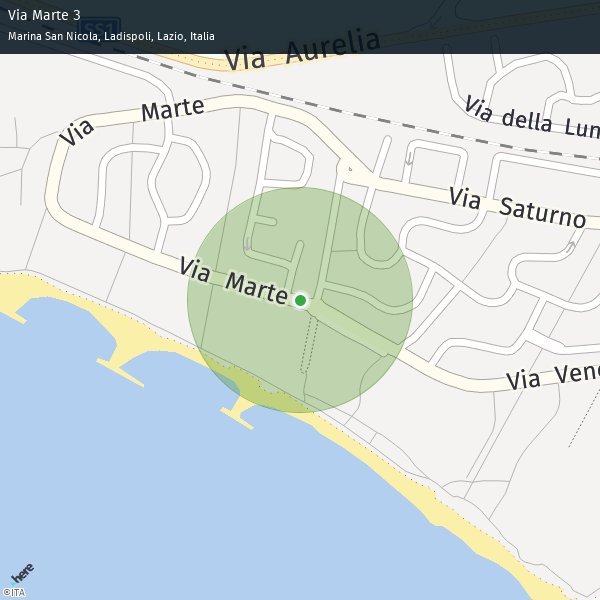 Via Marte 3
Marina San Nicola, Ladispoli, Lazio, Italia
SS1
Via Aurelia
Via Marte
Via della Lun
Via Saturno
Via Marte
Via Vene
here
©ITA